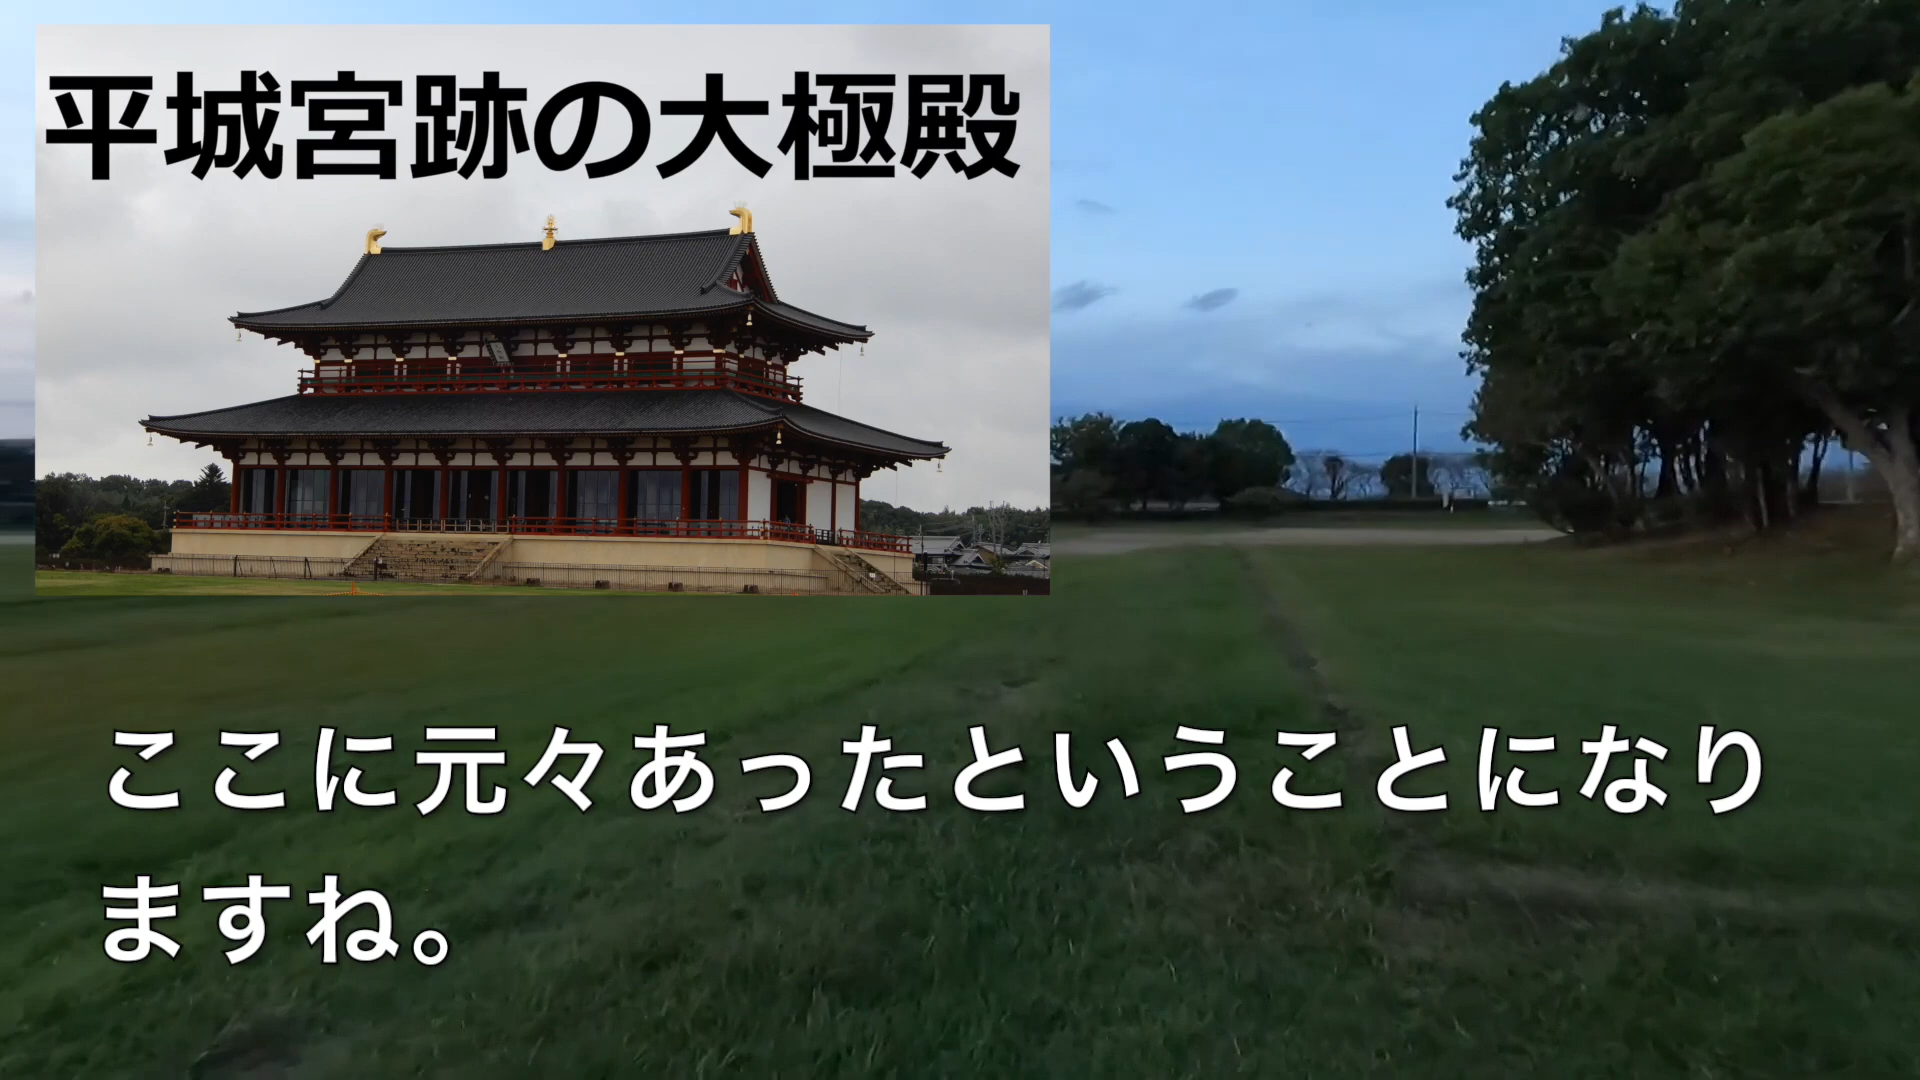 平城宮跡の大極殿
ここに元々あったということになり
ますね。